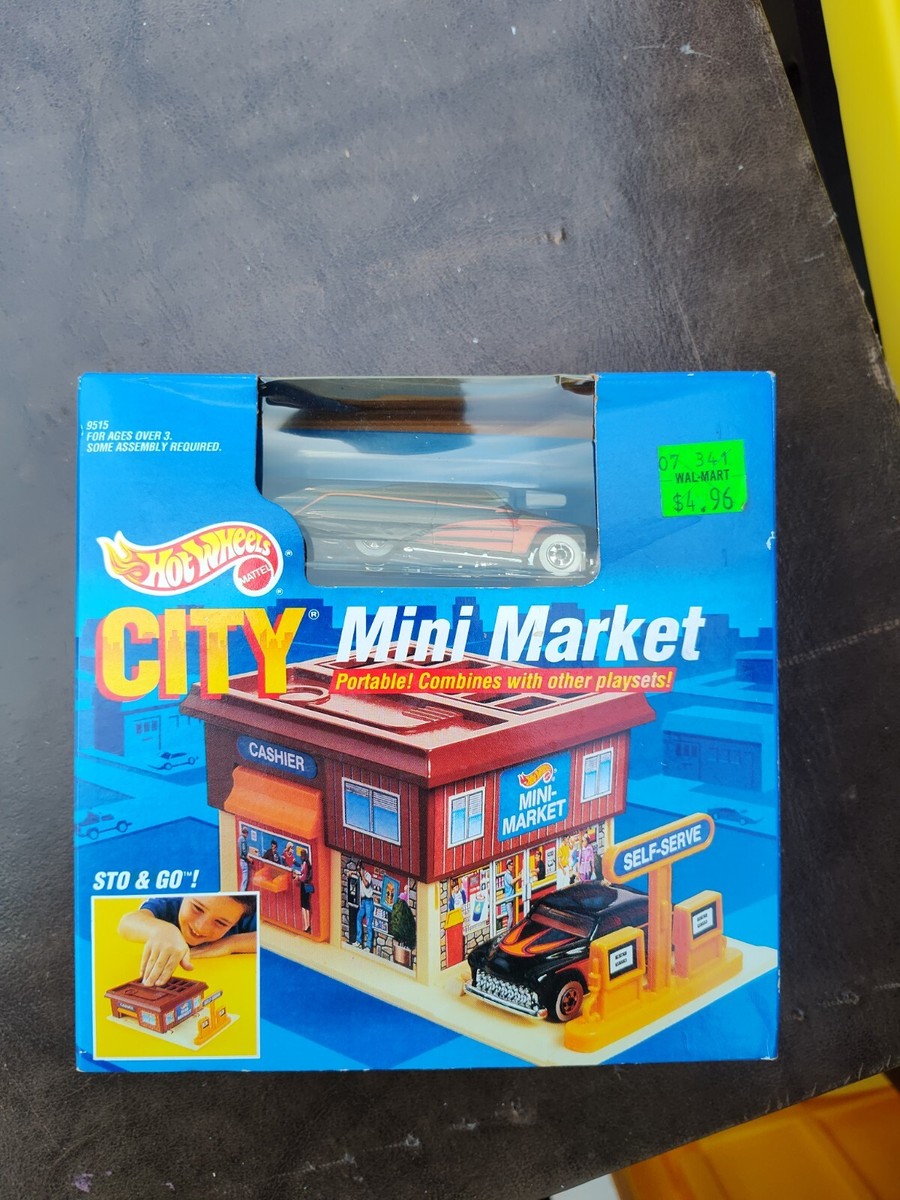 9515
FOR AGES OVER 3.
SOME ASSEMBLY REQUIRED.
07 341
WAL-MART
$4.96
HOT WHEELS
MATTEL
®
®
CITY®
Mini Market
Portable! Combines with other playsets!
CASHIER
MINI-
MARKET
SELF-SERVE
STO & GO™!